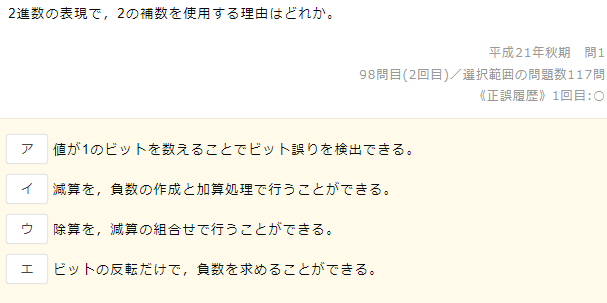 2進数の表現で，2の補数を使用する理由はどれか。
平成21年秋期　問1
98問目(2回目)／選択範囲の問題数117問
《正誤履歴》1回目:○
ア 値が1のビットを数えることでビット誤りを検出できる。
イ 減算を，負数の作成と加算処理で行うことができる。
ウ 除算を，減算の組合せで行うことができる。
エ ビットの反転だけで，負数を求めることができる。